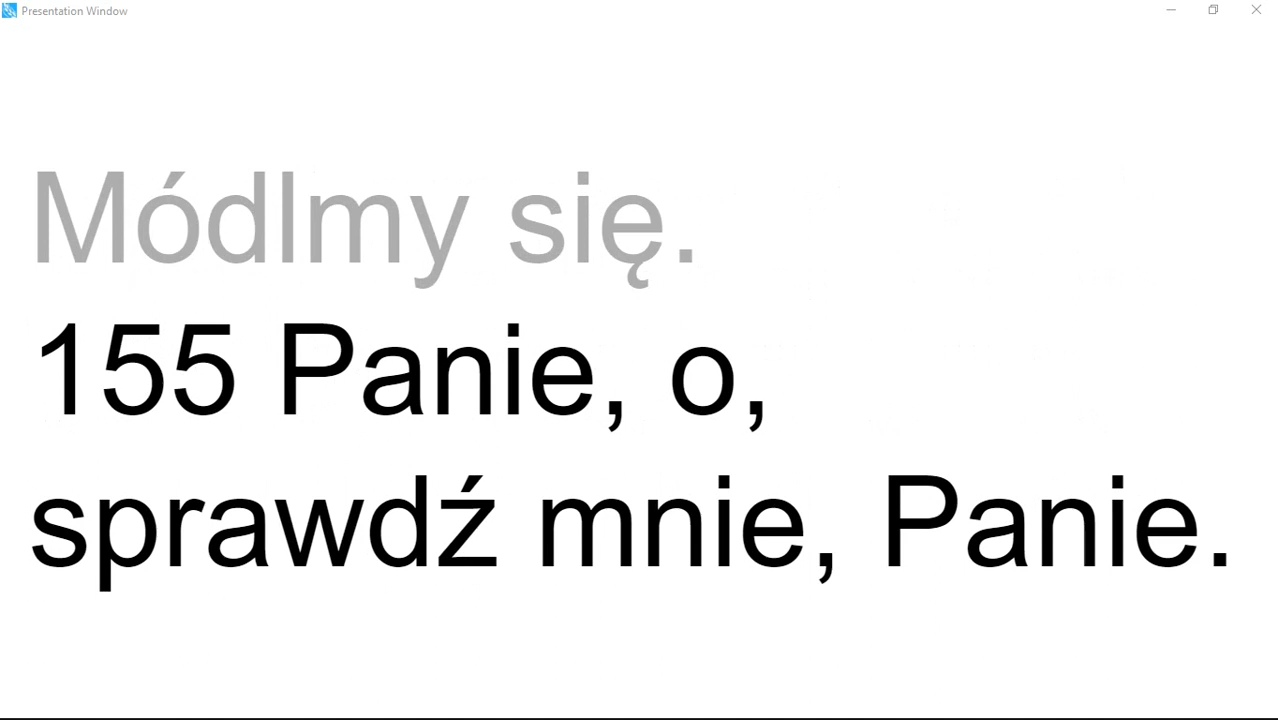 Presentation Window
Módlmy się.
155 Panie, o,
sprawdź mnie, Panie.